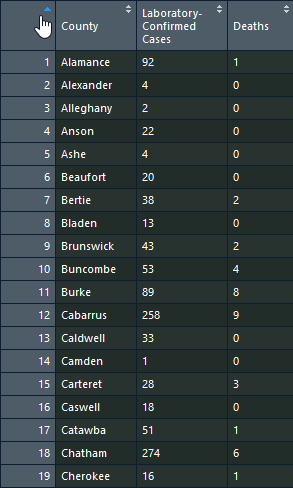 County Laboratory-Confirmed Cases Deaths
1 Alamance 92 1
2 Alexander 4 0
3 Alleghany 2 0
4 Anson 22 0
5 Ashe 4 0
6 Beaufort 20 0
7 Bertie 38 2
8 Bladen 13 0
9 Brunswick 43 2
10 Buncombe 53 4
11 Burke 89 8
12 Cabarrus 258 9
13 Caldwell 33 0
14 Camden 1 0
15 Carteret 28 3
16 Caswell 18 0
17 Catawba 51 1
18 Chatham 274 6
19 Cherokee 16 1